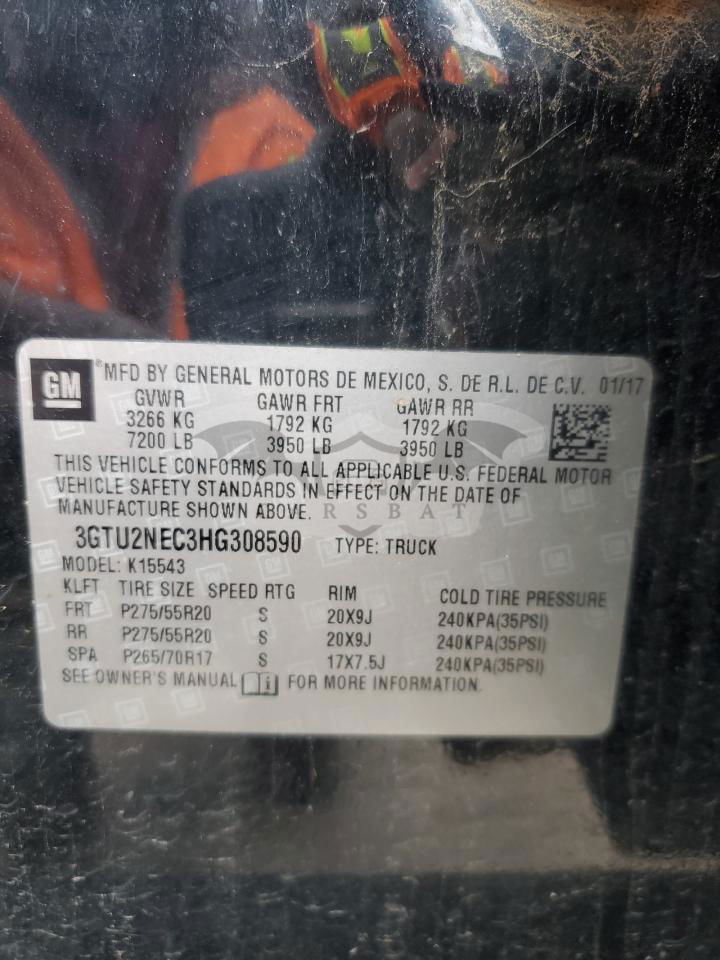 GM
®MFD BY GENERAL MOTORS DE MEXICO, S. DE R.L. DE C.V. 01/17
GVWR GAWR FRT GAWR RR
3266 KG 1792 KG 1792 KG
7200 LB 3950 LB 3950 LB
THIS VEHICLE CONFORMS TO ALL APPLICABLE U.S. FEDERAL MOTOR
VEHICLE SAFETY STANDARDS IN EFFECT ON THE DATE OF
MANUFACTURE SHOWN ABOVE.
RSBAT
3GTU2NEC3HG308590 TYPE: TRUCK
MODEL: K15543
KLFT TIRE SIZE SPEED RTG RIM COLD TIRE PRESSURE
FRT P275/55R20 S 20X9J 240KPA(35PSI)
RR P275/55R20 S 20X9J 240KPA(35PSI)
SPA P265/70R17 S 17X7.5J 240KPA(35PSI)
SEE OWNER'S MANUAL FOR MORE INFORMATION.